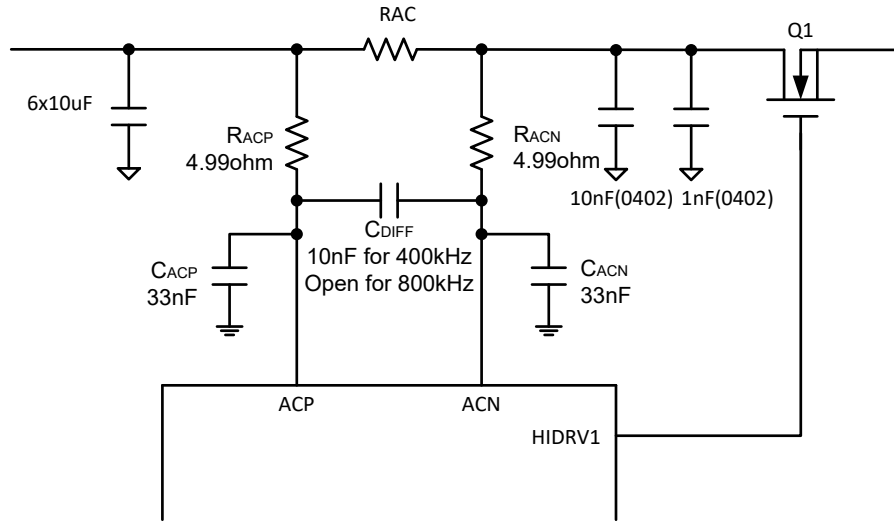 RAC
Q1
6x10uF
RACP
4.99ohm
RACN
4.99ohm
10nF(0402)
1nF(0402)
CDIFF
10nF for 400kHz
Open for 800kHz
CACP
33nF
CACN
33nF
ACP
ACN
HIDRV1